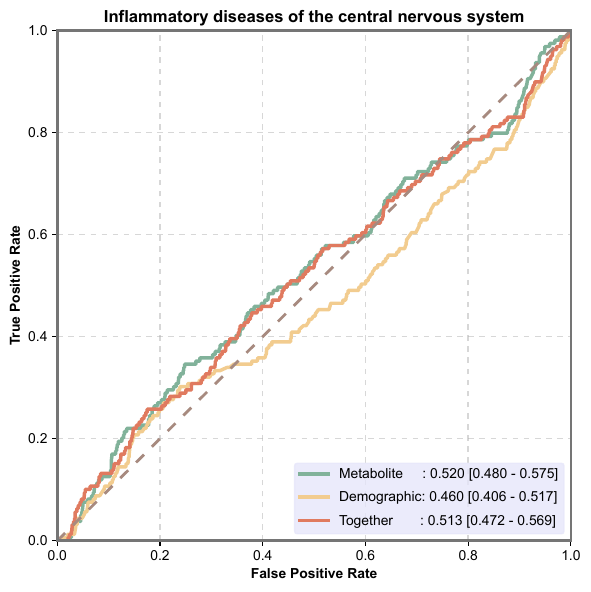 Inflammatory diseases of the central nervous system
True Positive Rate
1.0
0.8
0.6
0.4
0.2
0.0
Metabolite : 0.520 [0.480 - 0.575]
Demographic: 0.460 [0.406 - 0.517]
Together : 0.513 [0.472 - 0.569]
0.0 0.2 0.4 0.6 0.8 1.0
False Positive Rate